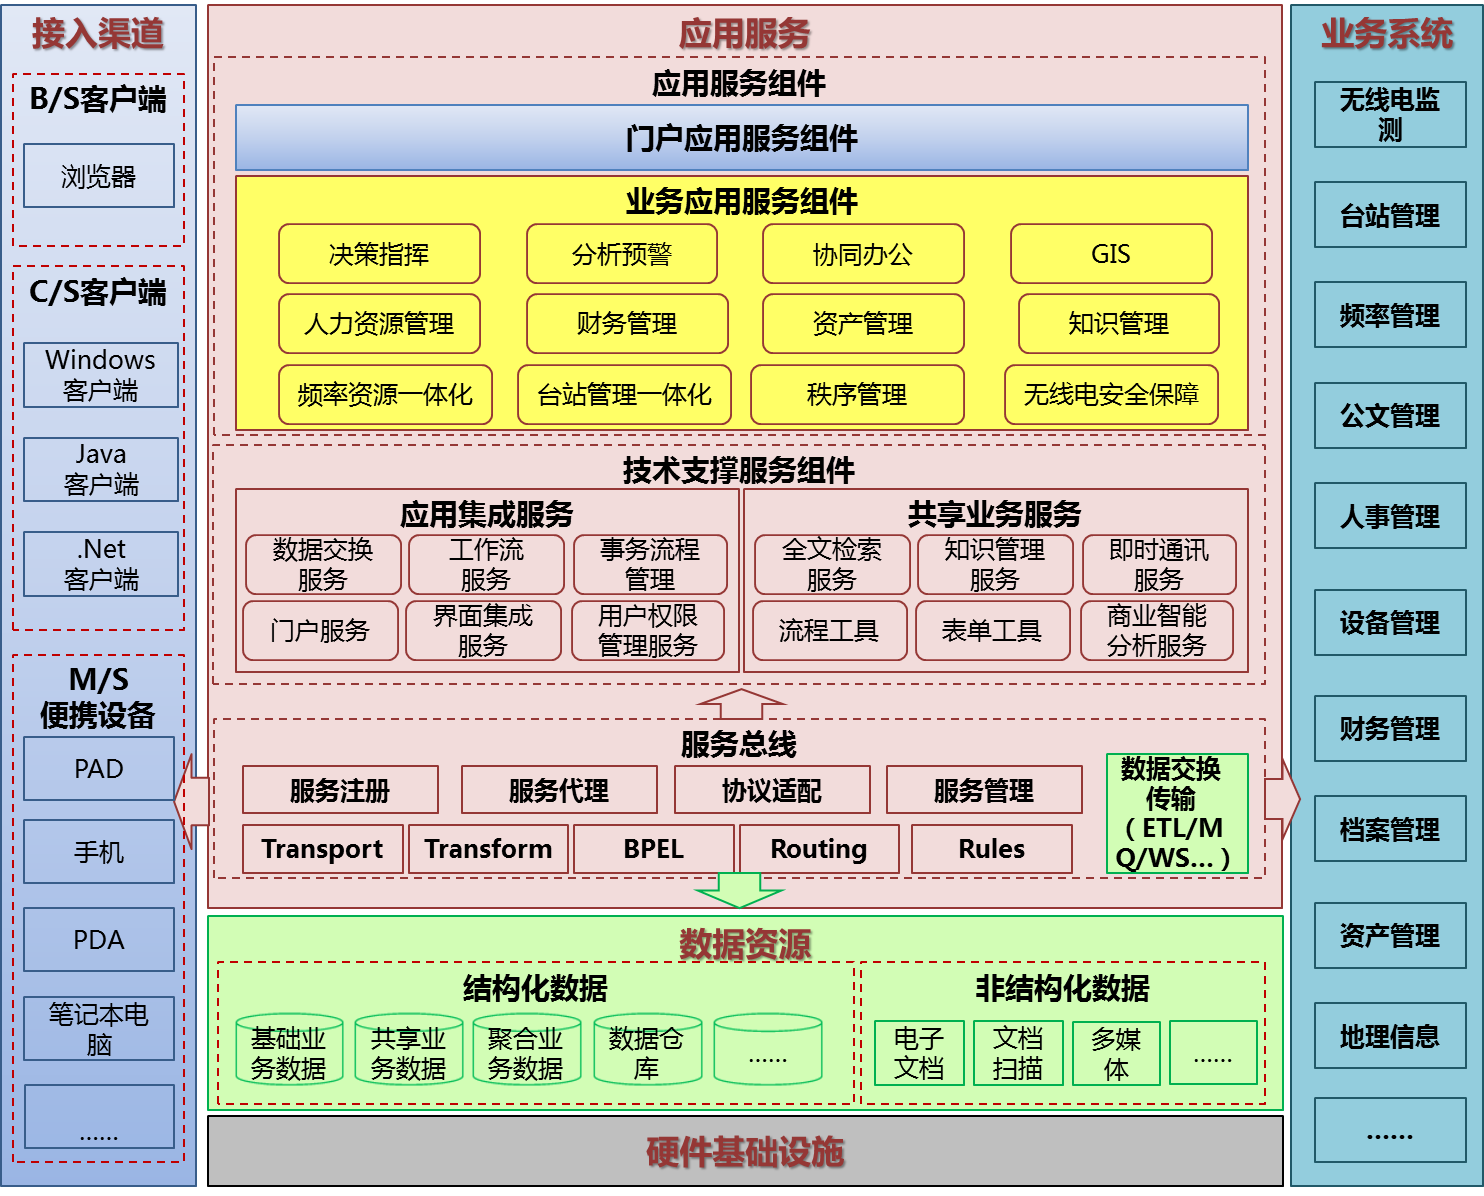 接入渠道
B/S客户端
浏览器
C/S客户端
Windows
客户端
Java
客户端
.Net
客户端
M/S
便携设备
PAD
手机
PDA
笔记本电
脑
......
应用服务
应用服务组件
门户应用服务组件
业务应用服务组件
决策指挥
分析预警
协同办公
GIS
人力资源管理
财务管理
资产管理
知识管理
频率资源一体化
台站管理一体化
秩序管理
无线电安全保障
技术支撑服务组件
应用集成服务
数据交换
服务
工作流
服务
事务流程
管理
门户服务
界面集成
服务
用户权限
管理服务
共享业务服务
全文检索
服务
知识管理
服务
即时通讯
服务
流程工具
表单工具
商业智能
分析服务
服务总线
服务注册
服务代理
协议适配
服务管理
Transport
Transform
BPEL
Routing
Rules
数据交换
传输
（ETL/M
Q/WS...）
数据资源
结构化数据
基础业
务数据
共享业
务数据
聚合业
务数据
数据仓
库
......
非结构化数据
电子
文档
文档
扫描
多媒
体
......
硬件基础设施
业务系统
无线电监
测
台站管理
频率管理
公文管理
人事管理
设备管理
财务管理
档案管理
资产管理
地理信息
......